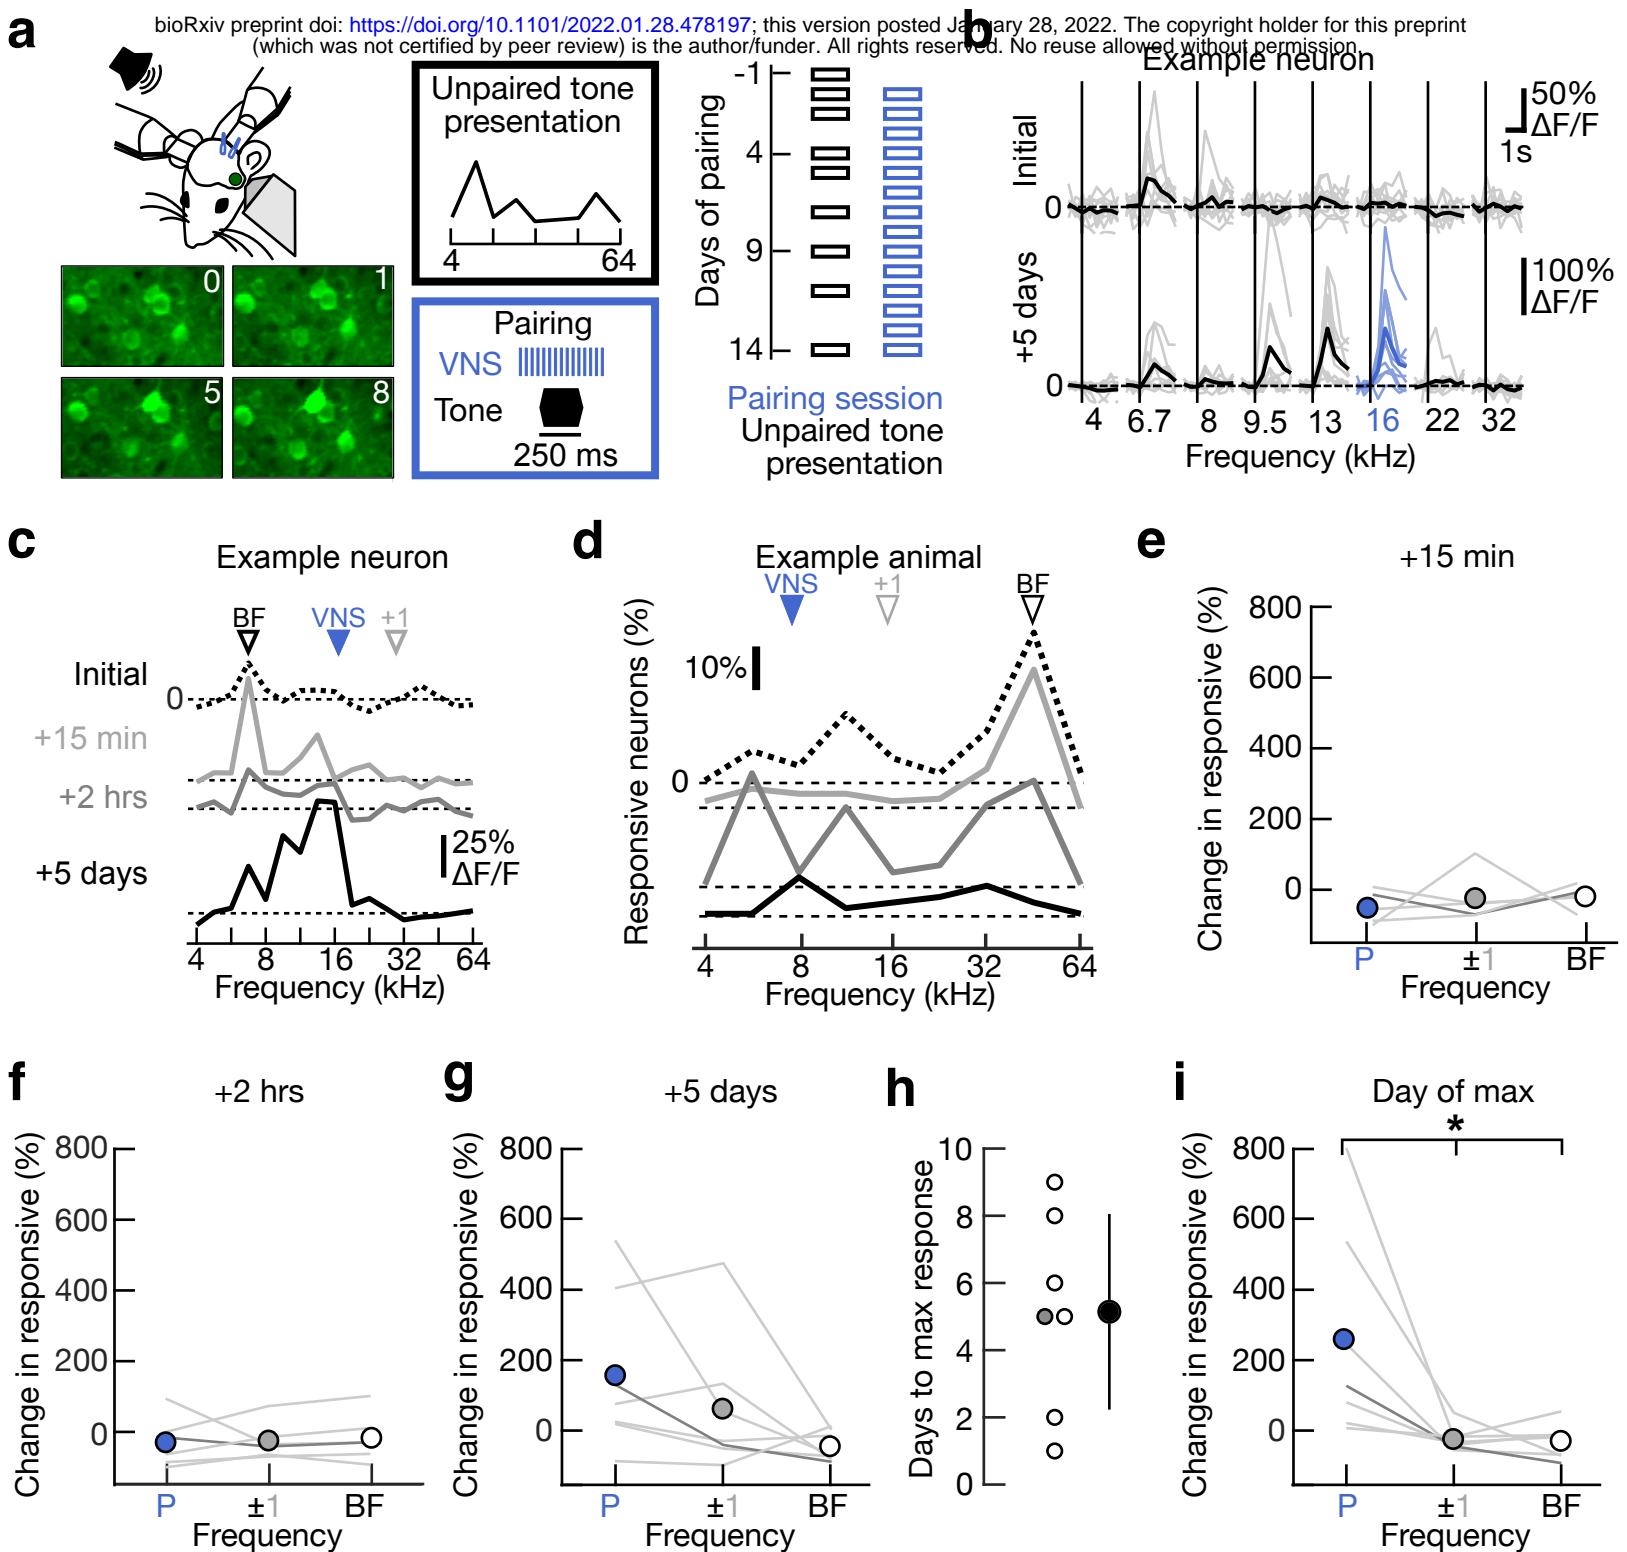 bioRxiv preprint doi: https://doi.org/10.1101/2022.01.28.478197; this version posted January 28, 2022. The copyright holder for this preprint
(which was not certified by peer review) is the author/funder. All rights reserved. No reuse allowed without permission.
a
0
1
5
8
Unpaired tone
presentation
4
64
Pairing
VNS
Tone
250 ms
Days of pairing
-1
4
9
14
Pairing session
Unpaired tone
presentation
b
Example neuron
50%
ΔF/F
1s
Initial
0
100%
ΔF/F
+5 days
0
4 6.7 8 9.5 13 16 22 32
Frequency (kHz)
c
Example neuron
BF VNS +1
Initial
0
+15 min
+2 hrs
+5 days
25%
ΔF/F
4 8 16 32 64
Frequency (kHz)
d
Example animal
VNS +1 BF
Responsive neurons (%)
10%
0
4 8 16 32 64
Frequency (kHz)
e
+15 min
Change in responsive (%)
800
600
400
200
0
P ±1 BF
Frequency
f
+2 hrs
Change in responsive (%)
800
600
400
200
0
P ±1 BF
Frequency
g
+5 days
Change in responsive (%)
800
600
400
200
0
P ±1 BF
Frequency
h
Days to max response
10
8
6
4
2
0
i
Day of max
*
Change in responsive (%)
800
600
400
200
0
P ±1 BF
Frequency